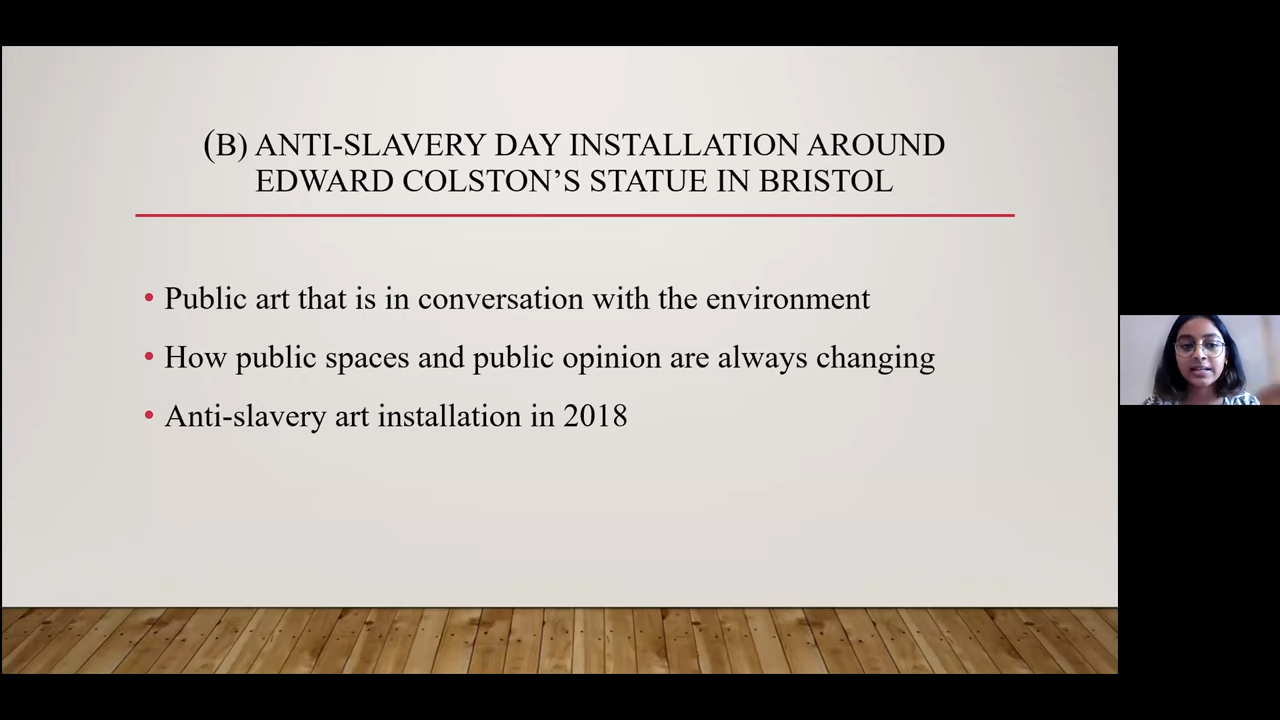 (B) ANTI-SLAVERY DAY INSTALLATION AROUND
EDWARD COLSTON’S STATUE IN BRISTOL
• Public art that is in conversation with the environment
• How public spaces and public opinion are always changing
• Anti-slavery art installation in 2018